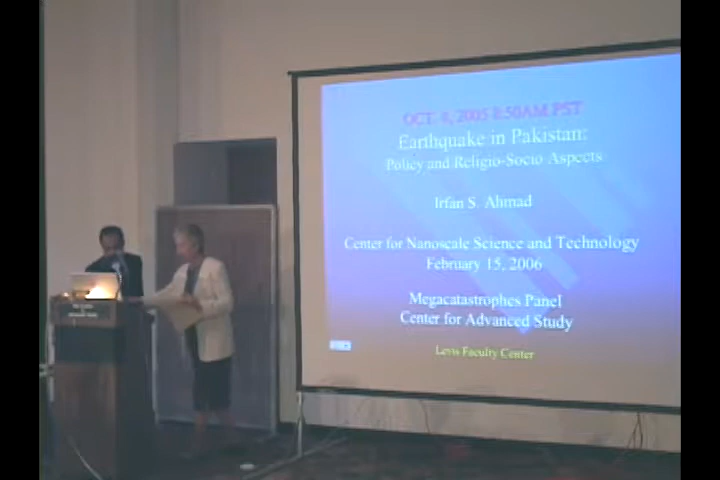 OCT. 8, 2005 8:50AM PST
Earthquake in Pakistan:
Policy and Religio-Socio Aspects
Irfan S. Ahmad
Center for Nanoscale Science and Technology
February 15, 2006
Megacatastrophes Panel
Center for Advanced Study
Levis Faculty Center